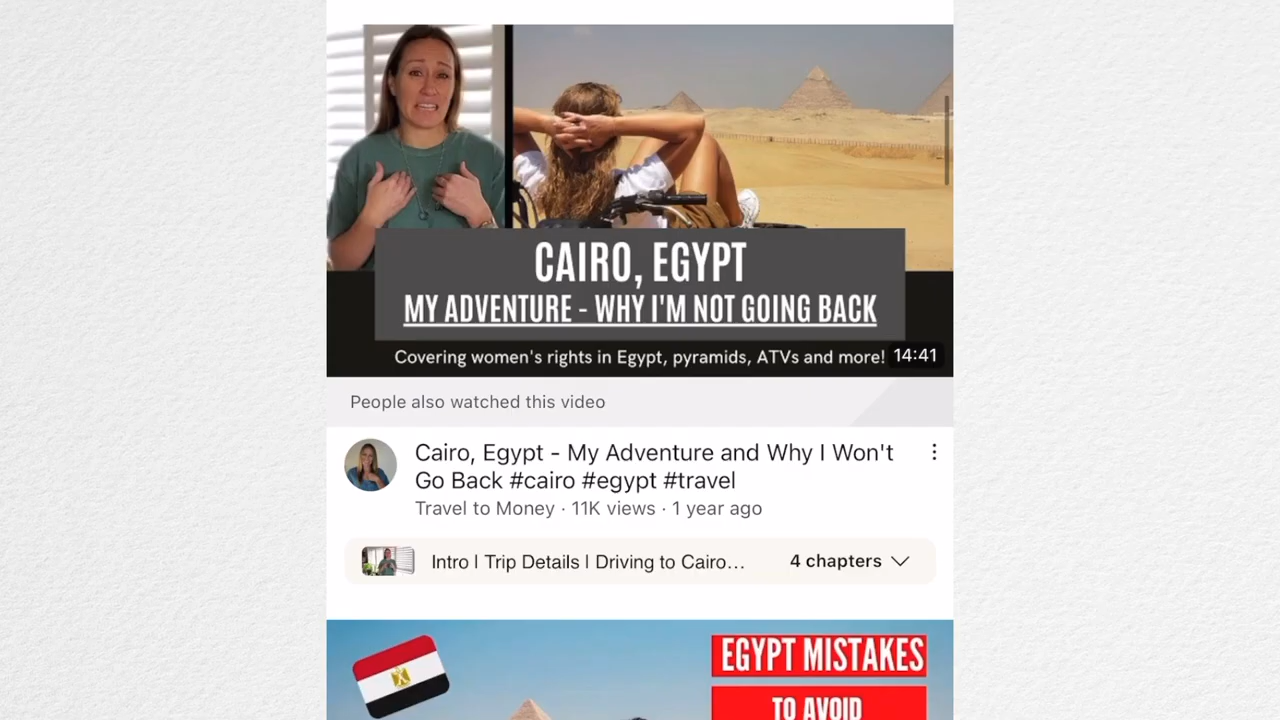 CAIRO, EGYPT
MY ADVENTURE - WHY I'M NOT GOING BACK
Covering women's rights in Egypt, pyramids, ATVs and more!
14:41
People also watched this video
Cairo, Egypt - My Adventure and Why I Won't
Go Back #cairo #egypt #travel
Travel to Money · 11K views · 1 year ago
Intro | Trip Details | Driving to Cairo...
4 chapters
EGYPT MISTAKES
TO AVOID